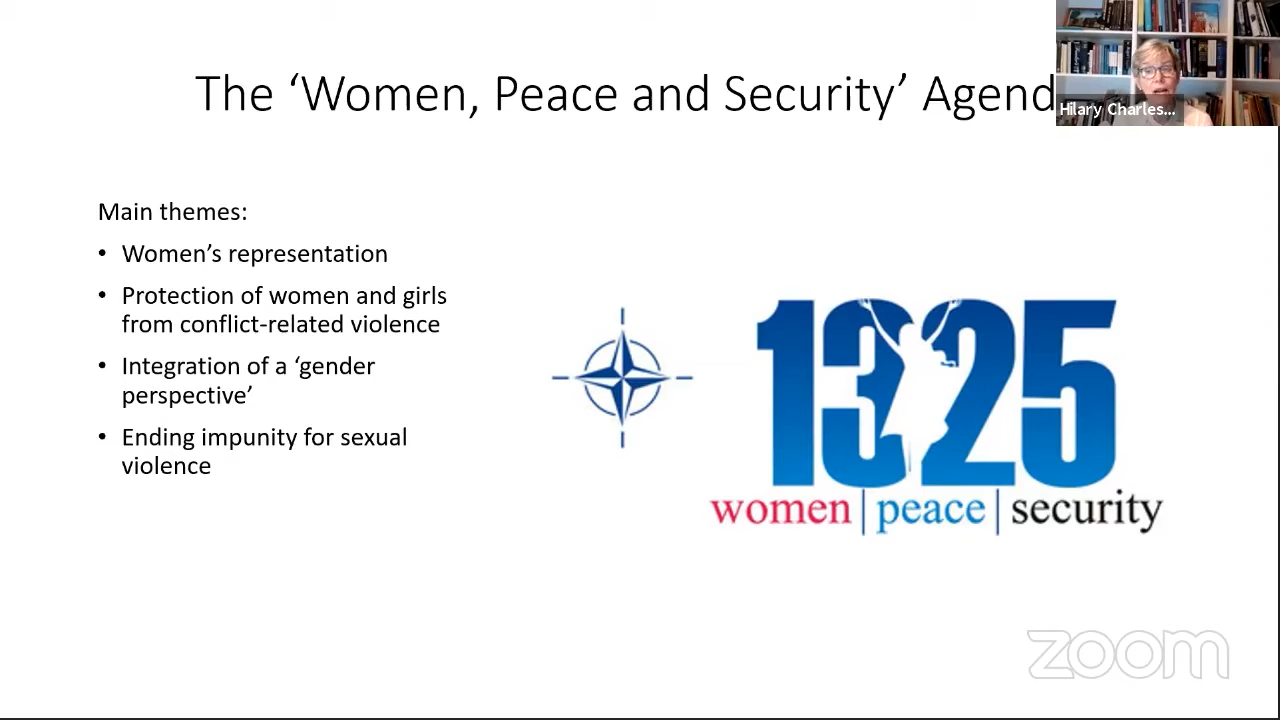 The ‘Women, Peace and Security’ Agend
Hilary Charles...
Main themes:
• Women’s representation
• Protection of women and girls
from conflict-related violence
• Integration of a ‘gender
perspective’
• Ending impunity for sexual
violence
1325
women|peace|security
zoom